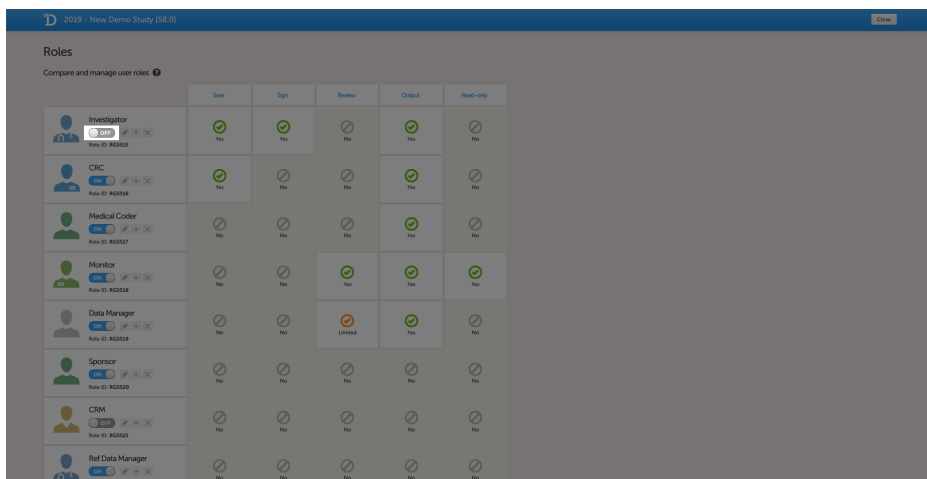 2019 - New Demo Study [58.0]
Close
Roles
Compare and manage user roles ?
Save Sign Review Output Read-only
Investigator
OFF
Role ID: RG5515
Yes Yes No Yes No
CRC
ON
Role ID: RG5516
Yes No No Yes No
Medical Coder
ON
Role ID: RG5517
No No No Yes No
Monitor
ON
Role ID: RG5518
No No Yes Yes Yes
Data Manager
ON
Role ID: RG5519
No No Limited Yes No
Sponsor
ON
Role ID: RG5520
No No No No No
CRM
OFF
Role ID: RG5521
No No No No No
Ref Data Manager
ON
No No No No No